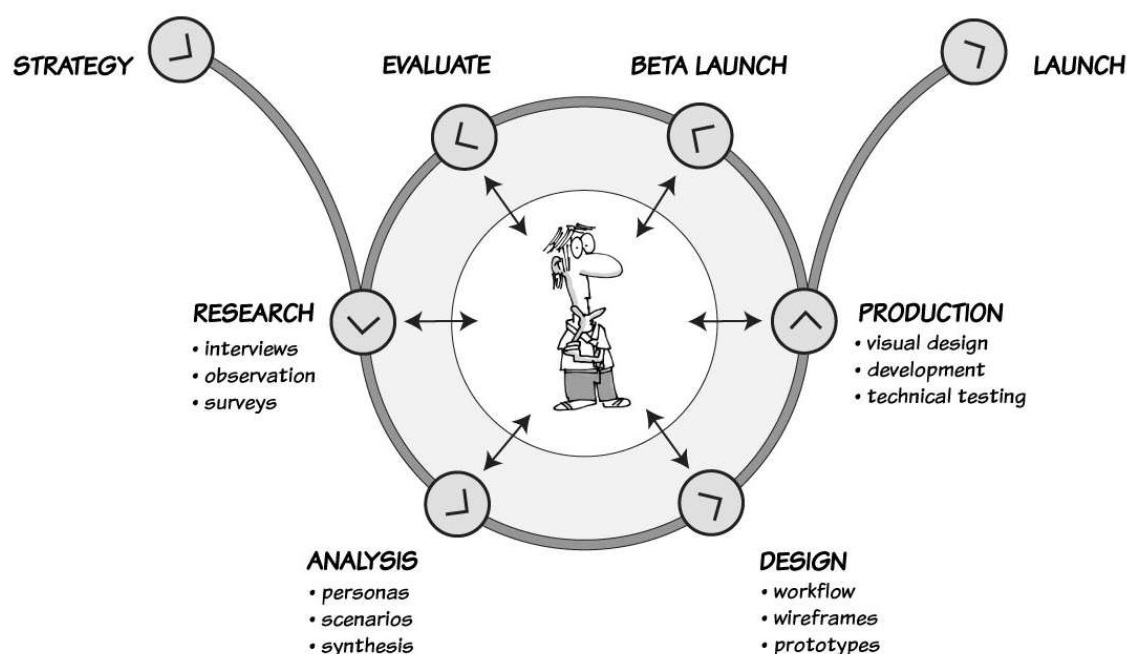 STRATEGY
EVALUATE
BETA LAUNCH
LAUNCH
RESEARCH
• interviews
• observation
• surveys
PRODUCTION
• visual design
• development
• technical testing
ANALYSIS
• personas
• scenarios
• synthesis
DESIGN
• workflow
• wireframes
• prototypes